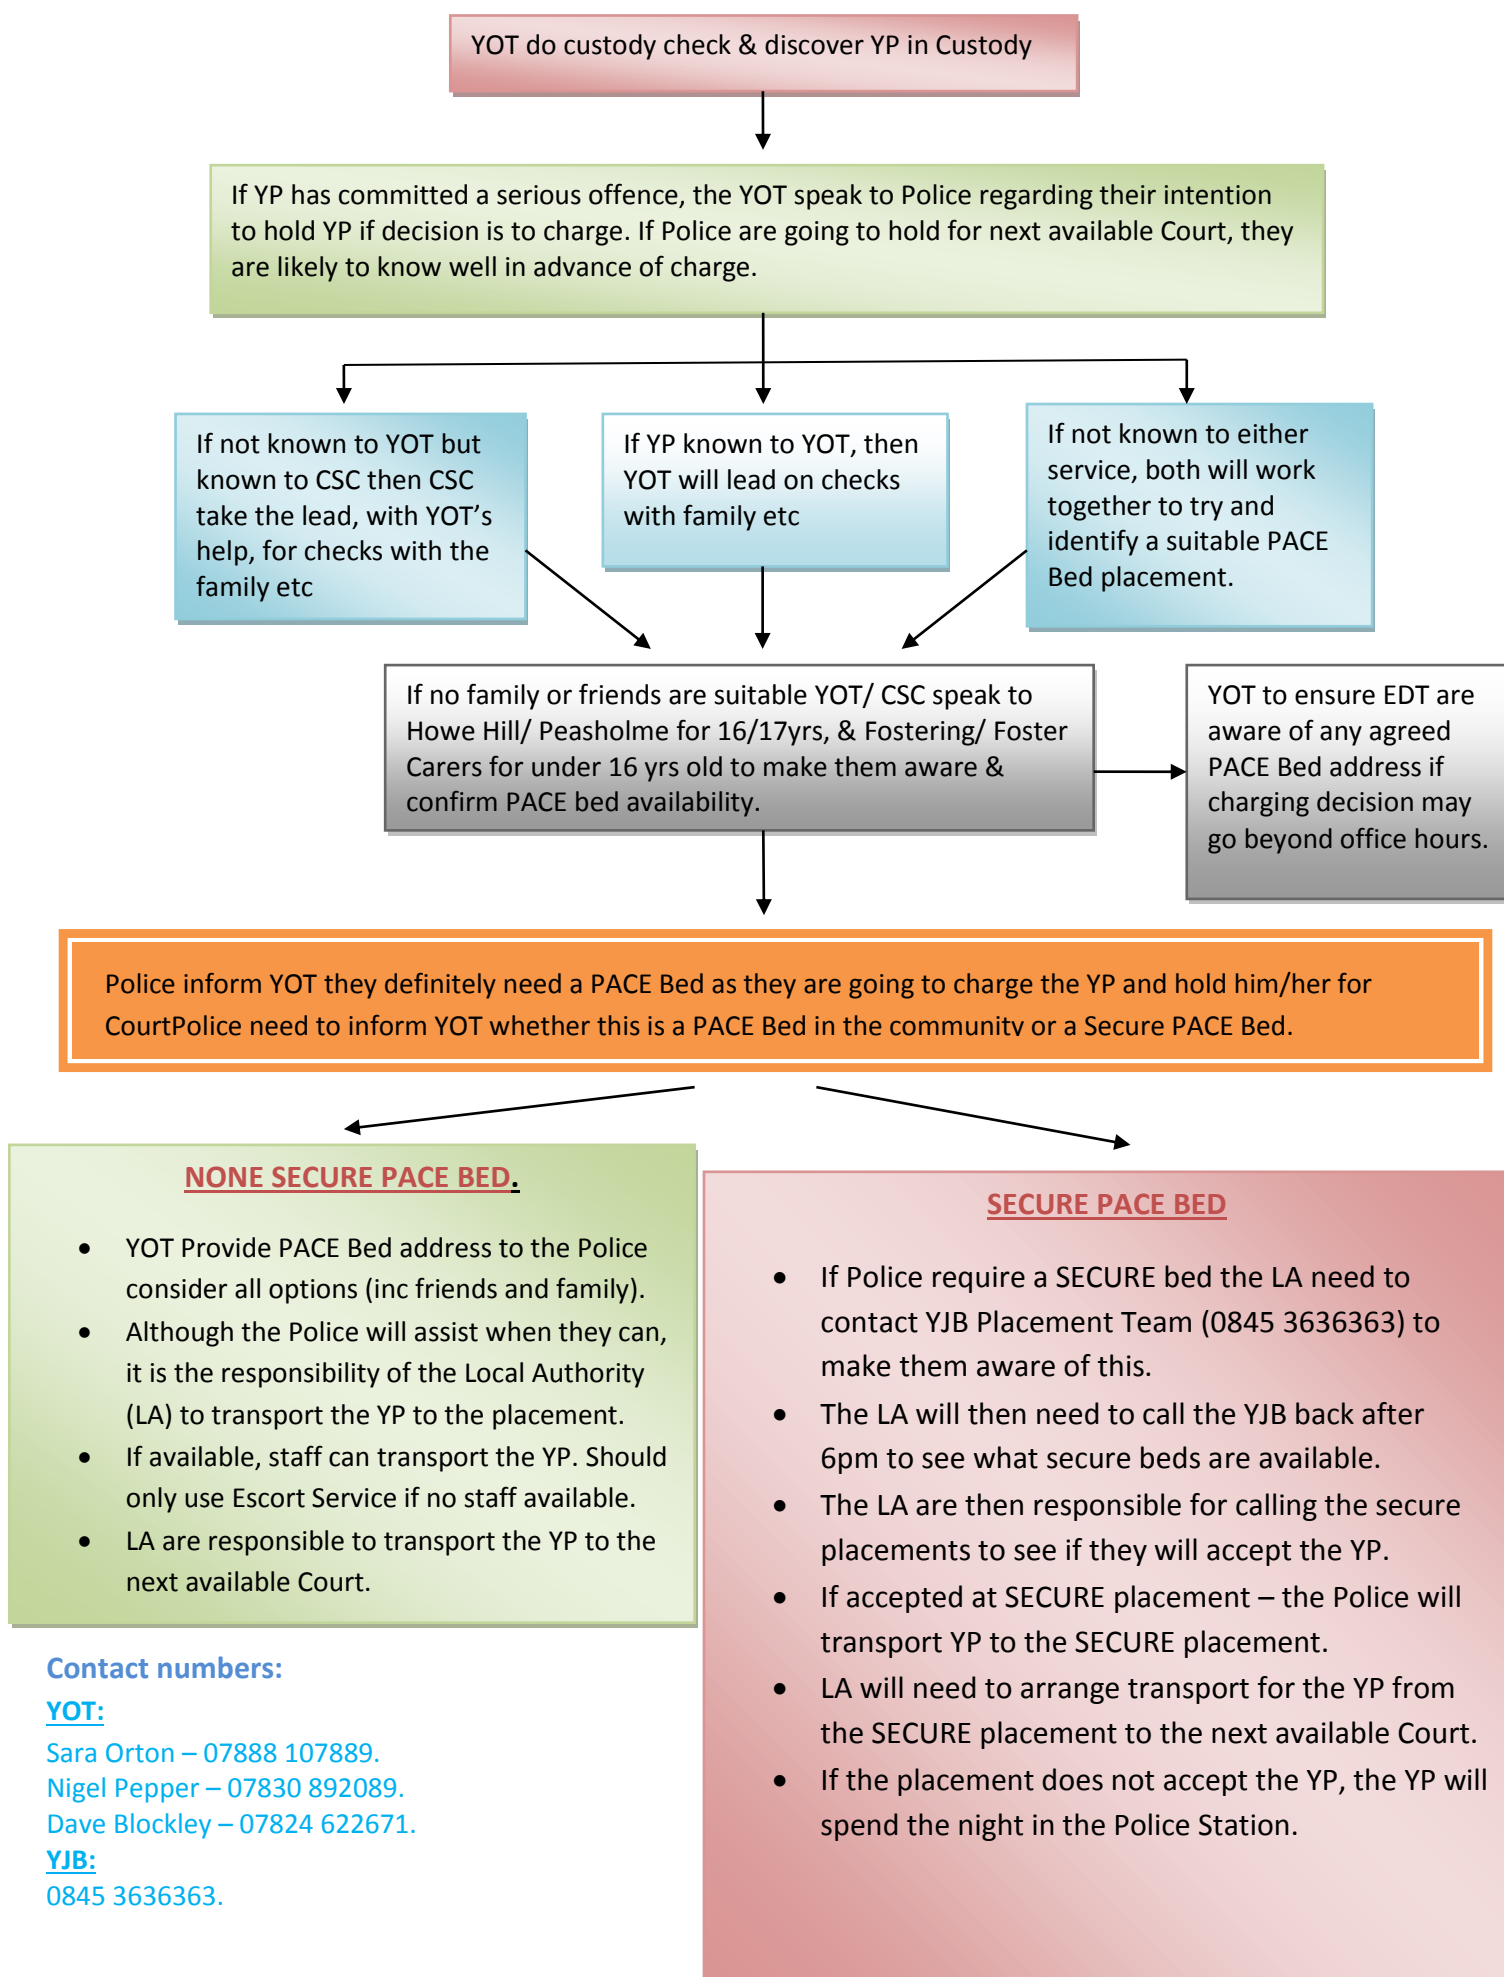 YOT do custody check & discover YP in Custody
If YP has committed a serious offence, the YOT speak to Police regarding their intention
to hold YP if decision is to charge. If Police are going to hold for next available Court, they
are likely to know well in advance of charge.
If not known to YOT but
known to CSC then CSC
take the lead, with YOT’s
help, for checks with the
family etc
If YP known to YOT, then
YOT will lead on checks
with family etc
If not known to either
service, both will work
together to try and
identify a suitable PACE
Bed placement.
If no family or friends are suitable YOT/ CSC speak to
Howe Hill/ Peasholme for 16/17yrs, & Fostering/ Foster
Carers for under 16 yrs old to make them aware &
confirm PACE bed availability.
YOT to ensure EDT are
aware of any agreed
PACE Bed address if
charging decision may
go beyond office hours.
Police inform YOT they definitely need a PACE Bed as they are going to charge the YP and hold him/her for
CourtPolice need to inform YOT whether this is a PACE Bed in the community or a Secure PACE Bed.
NONE SECURE PACE BED.
• YOT Provide PACE Bed address to the Police
consider all options (inc friends and family).
• Although the Police will assist when they can,
it is the responsibility of the Local Authority
(LA) to transport the YP to the placement.
• If available, staff can transport the YP. Should
only use Escort Service if no staff available.
• LA are responsible to transport the YP to the
next available Court.
SECURE PACE BED
• If Police require a SECURE bed the LA need to
contact YJB Placement Team (0845 3636363) to
make them aware of this.
• The LA will then need to call the YJB back after
6pm to see what secure beds are available.
• The LA are then responsible for calling the secure
placements to see if they will accept the YP.
• If accepted at SECURE placement – the Police will
transport YP to the SECURE placement.
• LA will need to arrange transport for the YP from
the SECURE placement to the next available Court.
• If the placement does not accept the YP, the YP will
spend the night in the Police Station.
Contact numbers:
YOT:
Sara Orton – 07888 107889.
Nigel Pepper – 07830 892089.
Dave Blockley – 07824 622671.
YJB:
0845 3636363.